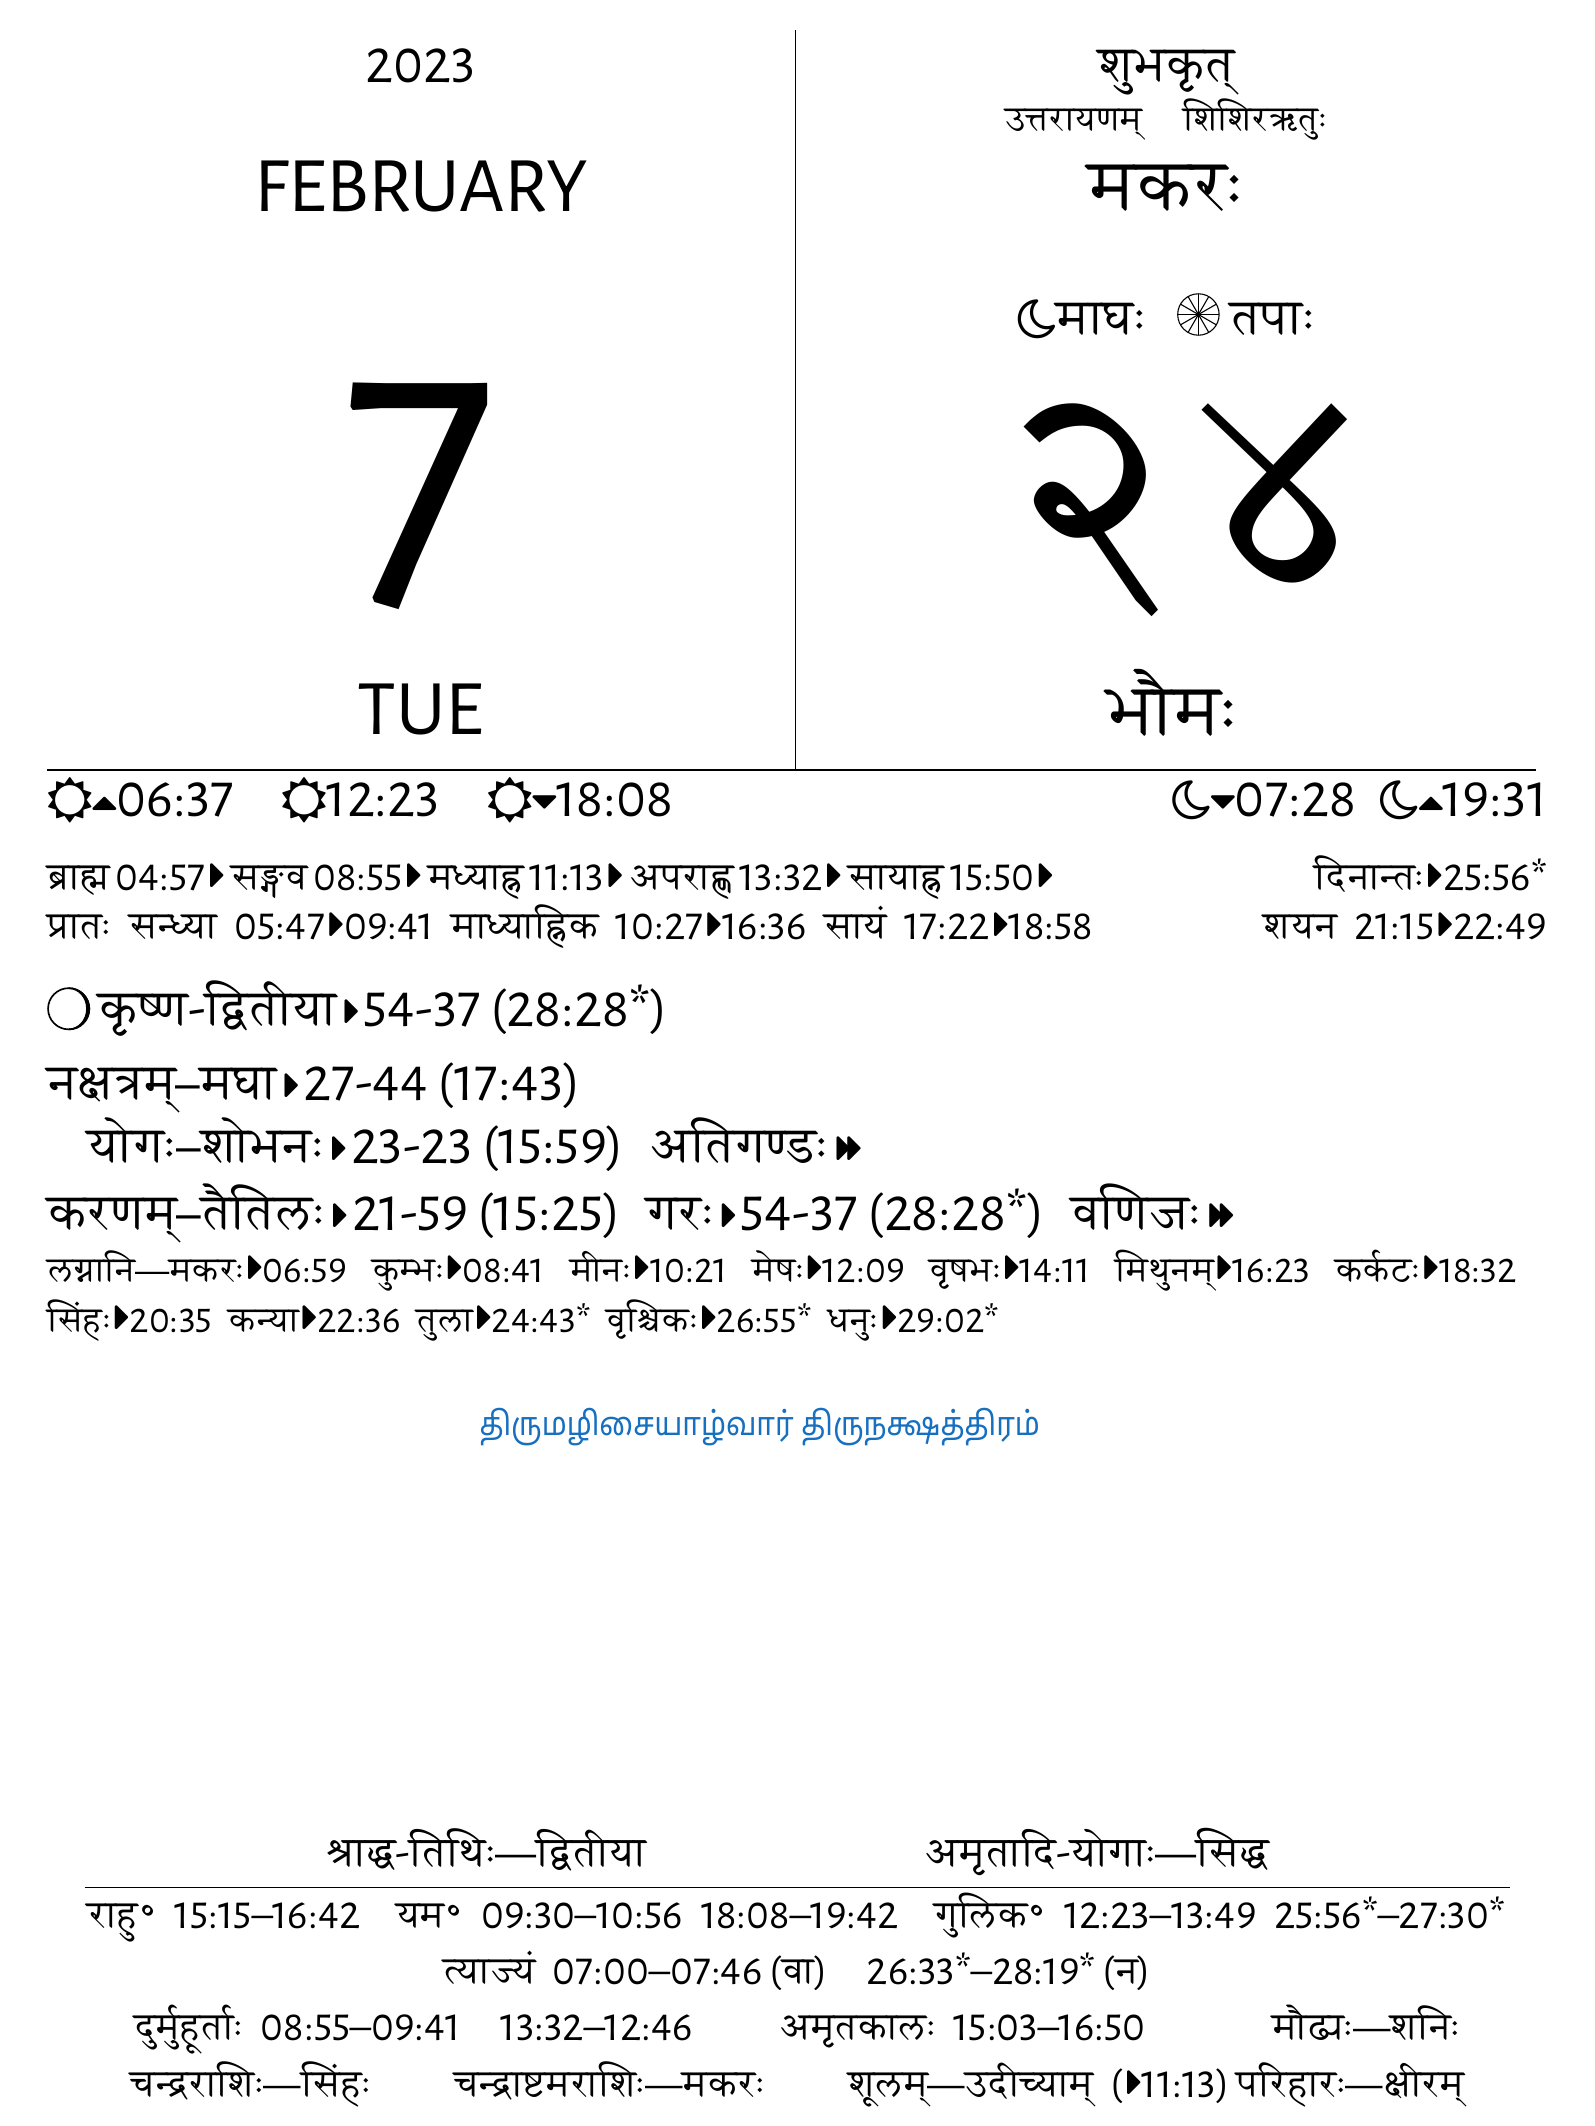 2023
FEBRUARY
7
TUE
शुभकृत्
उत्तरायणम् शिशिरऋतुः
मकरः
माघः तपाः
२४
भौमः
06:37 12:23 18:08 07:28 19:31
ब्राह्म 04:57 सङ्गव 08:55 मध्याह्न 11:13 अपराह्ण 13:32 सायाह्न 15:50 दिनान्तः 25:56*
प्रातः सन्ध्या 05:47 09:41 माध्याह्निक 10:27 16:36 सायं 17:22 18:58 शयन 21:15 22:49
कृष्ण-द्वितीया 54-37 (28:28*)
नक्षत्रम्–मघा 27-44 (17:43)
योगः–शोभनः 23-23 (15:59) अतिगण्डः
करणम्–तैतिलः 21-59 (15:25) गरः 54-37 (28:28*) वणिजः
लग्नानि—मकरः 06:59 कुम्भः 08:41 मीनः 10:21 मेषः 12:09 वृषभः 14:11 मिथुनम् 16:23 कर्कटः 18:32
सिंहः 20:35 कन्या 22:36 तुला 24:43* वृश्चिकः 26:55* धनुः 29:02*
திருமழிசையாழ்வார் திருநக்ஷத்திரம்
श्राद्ध-तिथिः—द्वितीया अमृतादि-योगाः—सिद्ध
राहु॰ 15:15–16:42 यम॰ 09:30–10:56 18:08–19:42 गुलिक॰ 12:23–13:49 25:56*–27:30*
त्याज्यं 07:00–07:46 (वा) 26:33*–28:19* (न)
दुर्मुहूर्ताः 08:55–09:41 13:32–12:46 अमृतकालः 15:03–16:50 मौढ्यः—शनिः
चन्द्रराशिः—सिंहः चन्द्राष्टमराशिः—मकरः शूलम्—उदीच्याम् (11:13) परिहारः—क्षीरम्